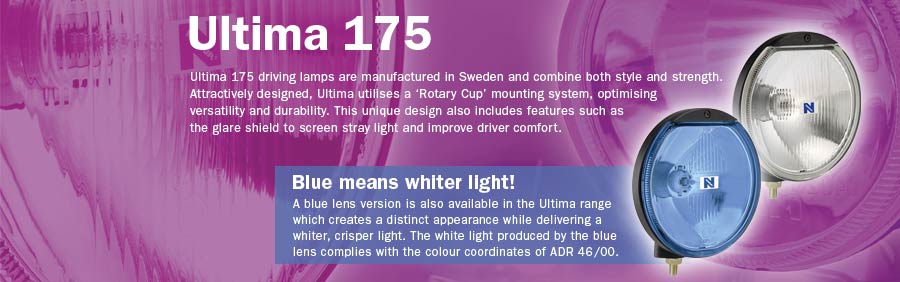 Ultima 175
Ultima 175 driving lamps are manufactured in Sweden and combine both style and strength.
Attractively designed, Ultima utilises a ‘Rotary Cup’ mounting system, optimising
versatility and durability. This unique design also includes features such as
the glare shield to screen stray light and improve driver comfort.
Blue means whiter light!
A blue lens version is also available in the Ultima range
which creates a distinct appearance while delivering a
whiter, crisper light. The white light produced by the blue
lens complies with the colour coordinates of ADR 46/00.
N
N